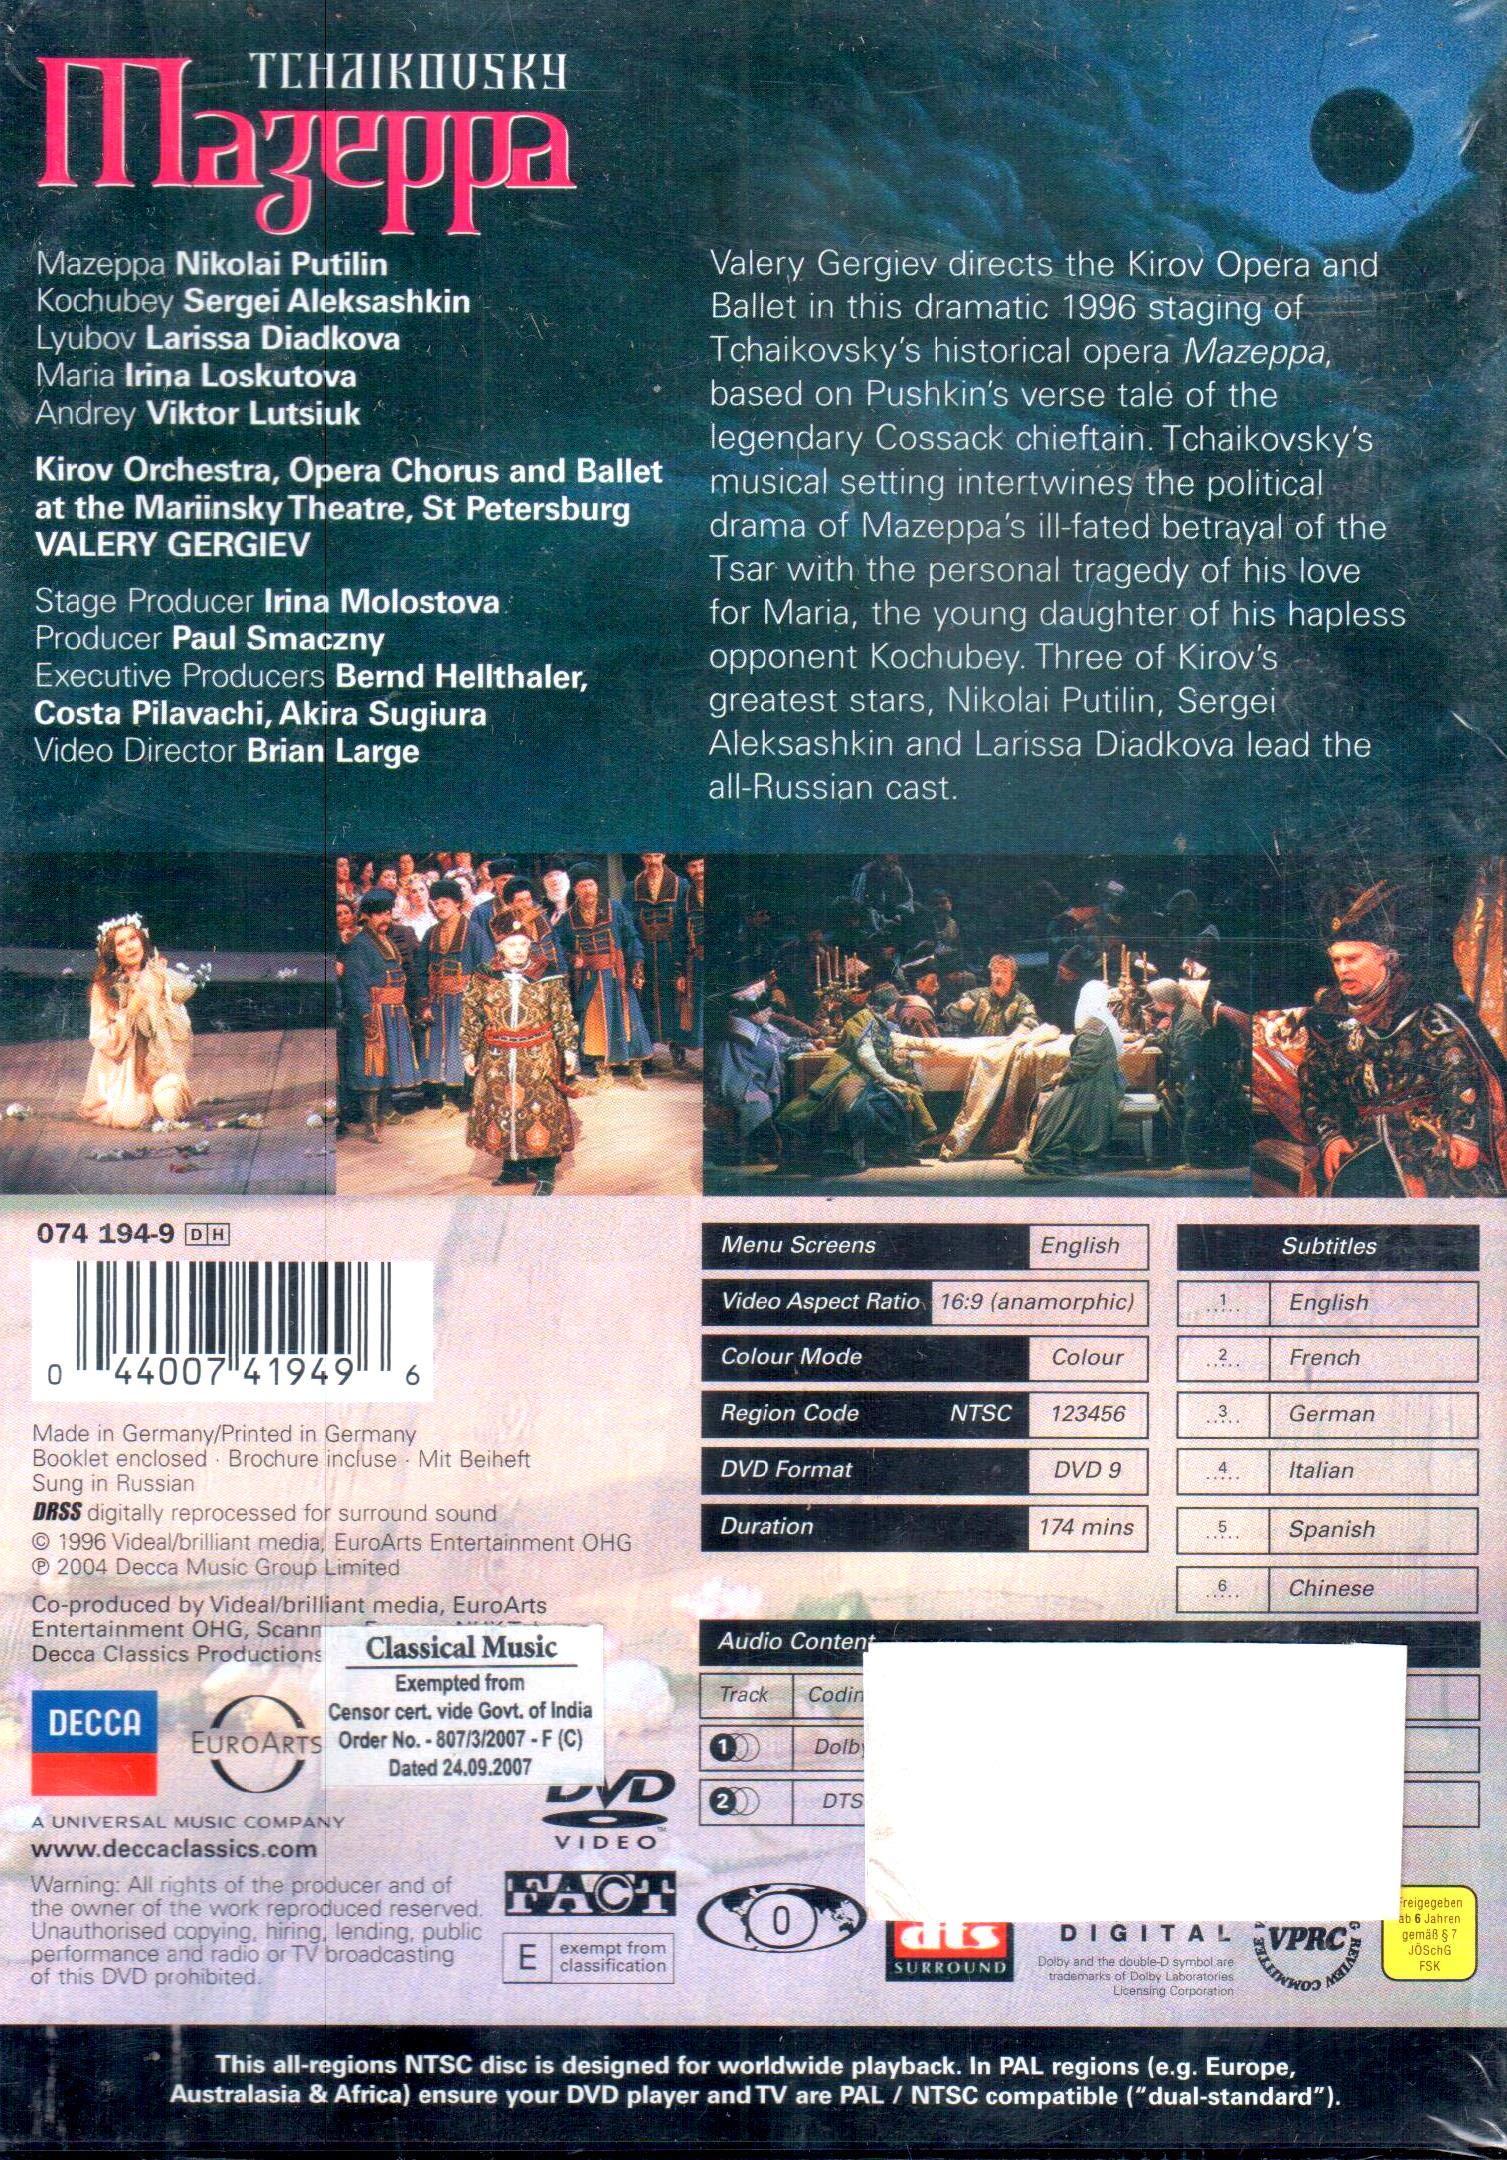 TCHAIKOVSKY
Mazeppa
Mazeppa Nikolai Putilin
Kochubey Sergei Aleksashkin
Lyubov Larissa Diadkova
Maria Irina Loskutova
Andrey Viktor Lutsiuk
Kirov Orchestra, Opera Chorus and Ballet
at the Mariinsky Theatre, St Petersburg
VALERY GERGIEV
Stage Producer Irina Molostova
Producer Paul Smaczny
Executive Producers Bernd Hellthaler,
Costa Pilavachi, Akira Sugiura
Video Director Brian Large
Valery Gergiev directs the Kirov Opera and
Ballet in this dramatic 1996 staging of
Tchaikovsky's historical opera Mazeppa,
based on Pushkin's verse tale of the
legendary Cossack chieftain. Tchaikovsky's
musical setting intertwines the political
drama of Mazeppa's ill-fated betrayal of the
Tsar with the personal tragedy of his love
for Maria, the young daughter of his hapless
opponent Kochubey. Three of Kirov's
greatest stars, Nikolai Putilin, Sergei
Aleksashkin and Larissa Diadkova lead the
all-Russian cast.
074 194-9 DH
0 44007 41949 6
Made in Germany/Printed in Germany
Booklet enclosed · Brochure incluse · Mit Beiheft
Sung in Russian
DRSS digitally reprocessed for surround sound
© 1996 Videal/brilliant media, EuroArts Entertainment OHG
℗ 2004 Decca Music Group Limited
Co-produced by Videal/brilliant media, EuroArts
Entertainment OHG,
Decca Classics Productions
Classical Music
Exempted from
Censor cert. vide Govt. of India
Order No. - 807/3/2007 - F (C)
Dated 24.09.2007
DECCA
EUROARTS
A UNIVERSAL MUSIC COMPANY
www.deccaclassics.com
Warning: All rights of the producer and of
the owner of the work reproduced reserved.
Unauthorised copying, hiring, lending, public
performance and radio or TV broadcasting
of this DVD prohibited.
DVD
VIDEO
FACT
E exempt from
classification
Menu Screens English
Video Aspect Ratio 16:9 (anamorphic)
Colour Mode Colour
Region Code NTSC 123456
DVD Format DVD 9
Duration 174 mins
Subtitles
1 English
2 French
3 German
4 Italian
5 Spanish
6 Chinese
Audio Content
Track
1
2 DTS
0
dts
SURROUND
DIGITAL
Dolby and the double-D symbol are
trademarks of Dolby Laboratories
Licensing Corporation
VPRC
REVIEW COMMITTEE
Freigegeben
ab 6 Jahren
gemäß § 7
JÖSchG
FSK
This all-regions NTSC disc is designed for worldwide playback. In PAL regions (e.g. Europe,
Australasia & Africa) ensure your DVD player and TV are PAL / NTSC compatible ("dual-standard").